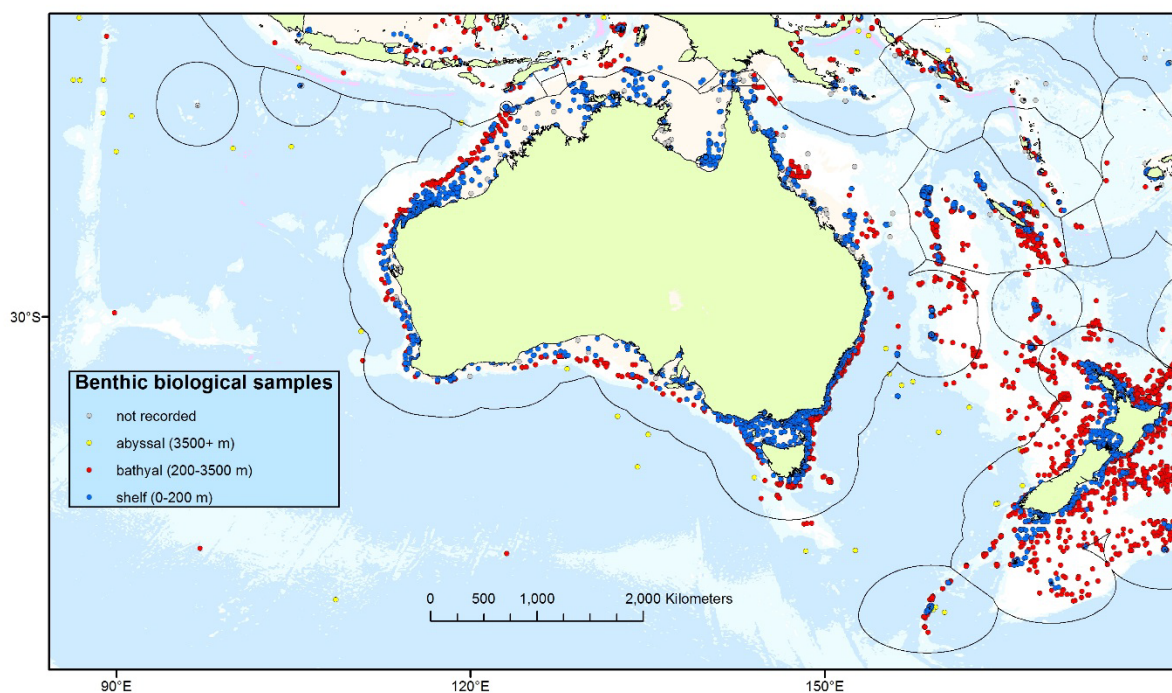 30°S
Benthic biological samples
not recorded
abyssal (3500+ m)
bathyal (200-3500 m)
shelf (0-200 m)
0 500 1,000 2,000 Kilometers
90°E 120°E 150°E